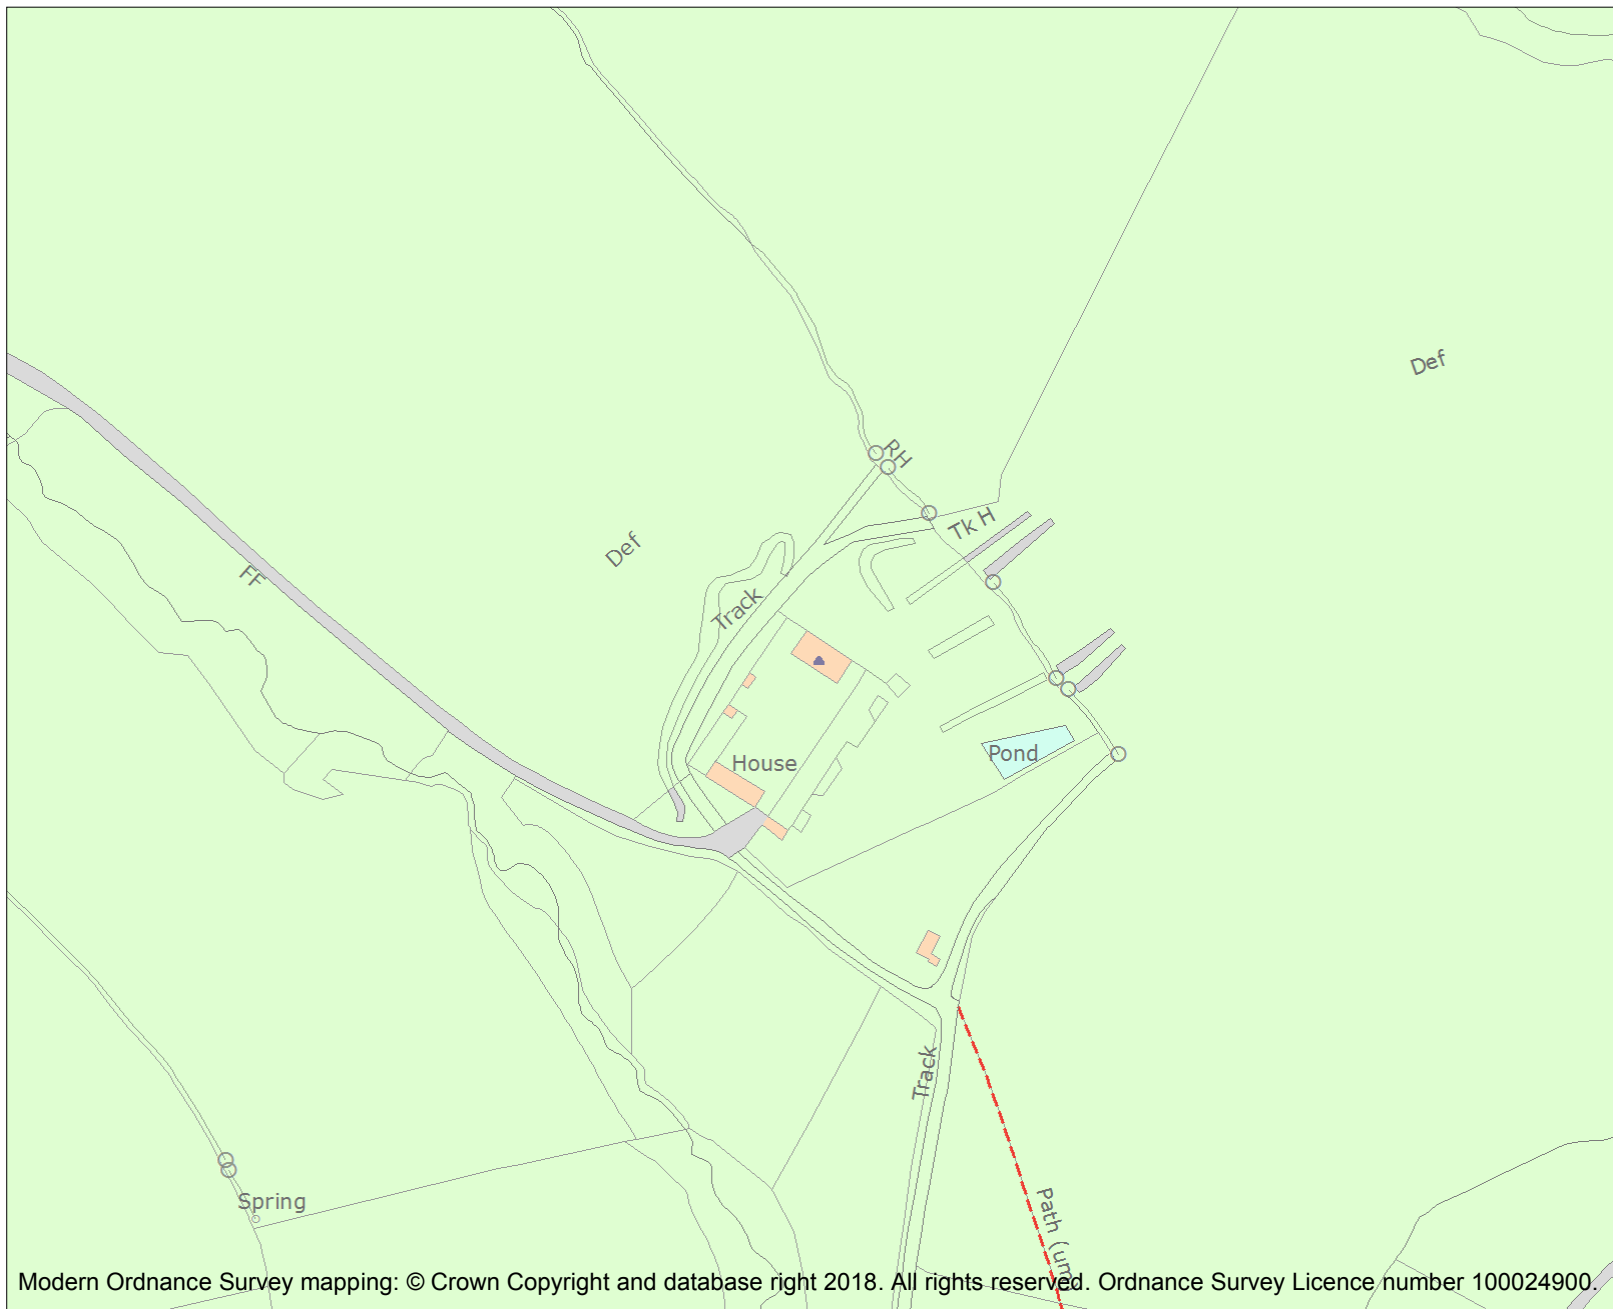 Def
RH
Tk H
Def
FF
Track
Pond
House
Track
Path (um)
Spring
Modern Ordnance Survey mapping: © Crown Copyright and database right 2018. All rights reserved. Ordnance Survey Licence number 100024900.